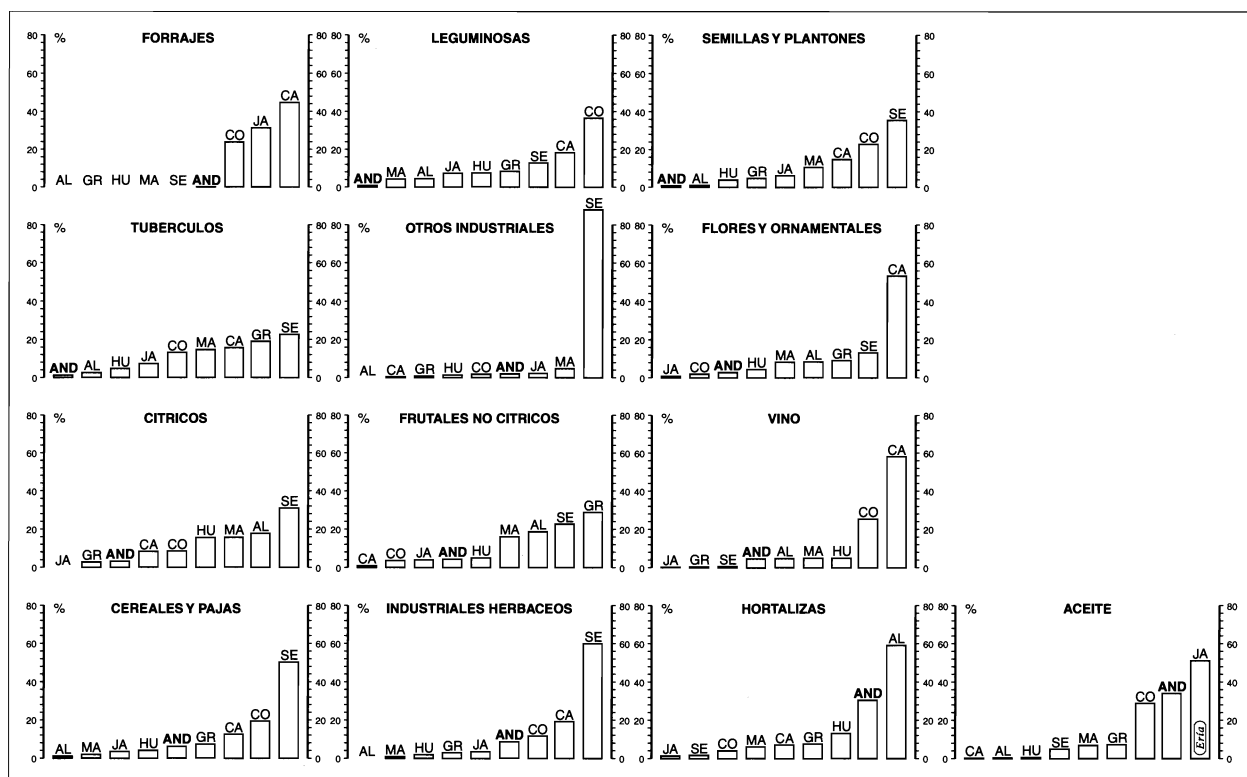 80 % FORRAJES 80
60 60
40 40
20 20
0 0
CA
JA
CO
AL GR HU MA SE AND
80 % LEGUMINOSAS 80
60 60
40 40
20 20
0 0
CO
CA
SE
AND MA AL JA HU GR
80 % SEMILLAS Y PLANTONES 80
60 60
40 40
20 20
0 0
SE
CO
CA
MA
AND AL HU GR JA
80 % TUBERCULOS 80
60 60
40 40
20 20
0 0
AND AL HU JA CO MA CA GR SE
80 % OTROS INDUSTRIALES 80
60 60
40 40
20 20
0 0
SE
AL CA GR HU CO AND JA MA
80 % FLORES Y ORNAMENTALES 80
60 60
40 40
20 20
0 0
CA
JA CO AND HU MA AL GR SE
80 % CITRICOS 80
60 60
40 40
20 20
0 0
SE
JA GR AND CA CO HU MA AL
80 % FRUTALES NO CITRICOS 80
60 60
40 40
20 20
0 0
CA CO JA AND HU MA AL SE GR
80 % VINO 80
60 60
40 40
20 20
0 0
CA
CO
JA GR SE AND AL MA HU
80 % CEREALES Y PAJAS 80
60 60
40 40
20 20
0 0
SE
AL MA JA HU AND GR CA CO
80 % INDUSTRIALES HERBACEOS 80
60 60
40 40
20 20
0 0
SE
AL MA HU GR JA AND CO CA
80 % HORTALIZAS 80
60 60
40 40
20 20
0 0
AL
AND
JA SE CO MA CA GR HU
80 % ACEITE 80
60 60
40 40
20 20
0 0
JA
AND
CO
CA AL HU SE MA GR
Ería